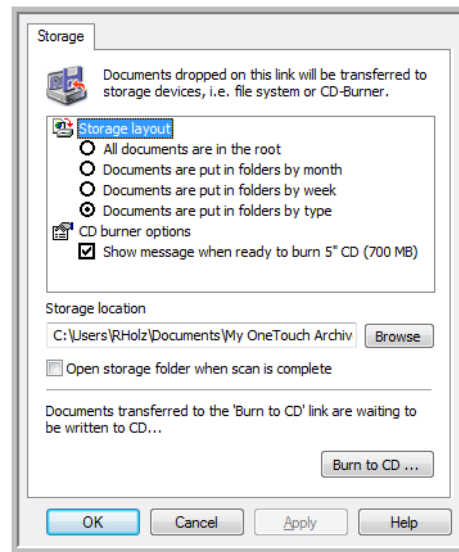 Storage
Documents dropped on this link will be transferred to
storage devices, i.e. file system or CD-Burner.
Storage layout
All documents are in the root
Documents are put in folders by month
Documents are put in folders by week
Documents are put in folders by type
CD burner options
Show message when ready to burn 5" CD (700 MB)
Storage location
C:\Users\RHolz\Documents\My OneTouch Archiv
Browse
Open storage folder when scan is complete
Documents transferred to the 'Burn to CD' link are waiting to
be written to CD...
Burn to CD ...
OK Cancel Apply Help